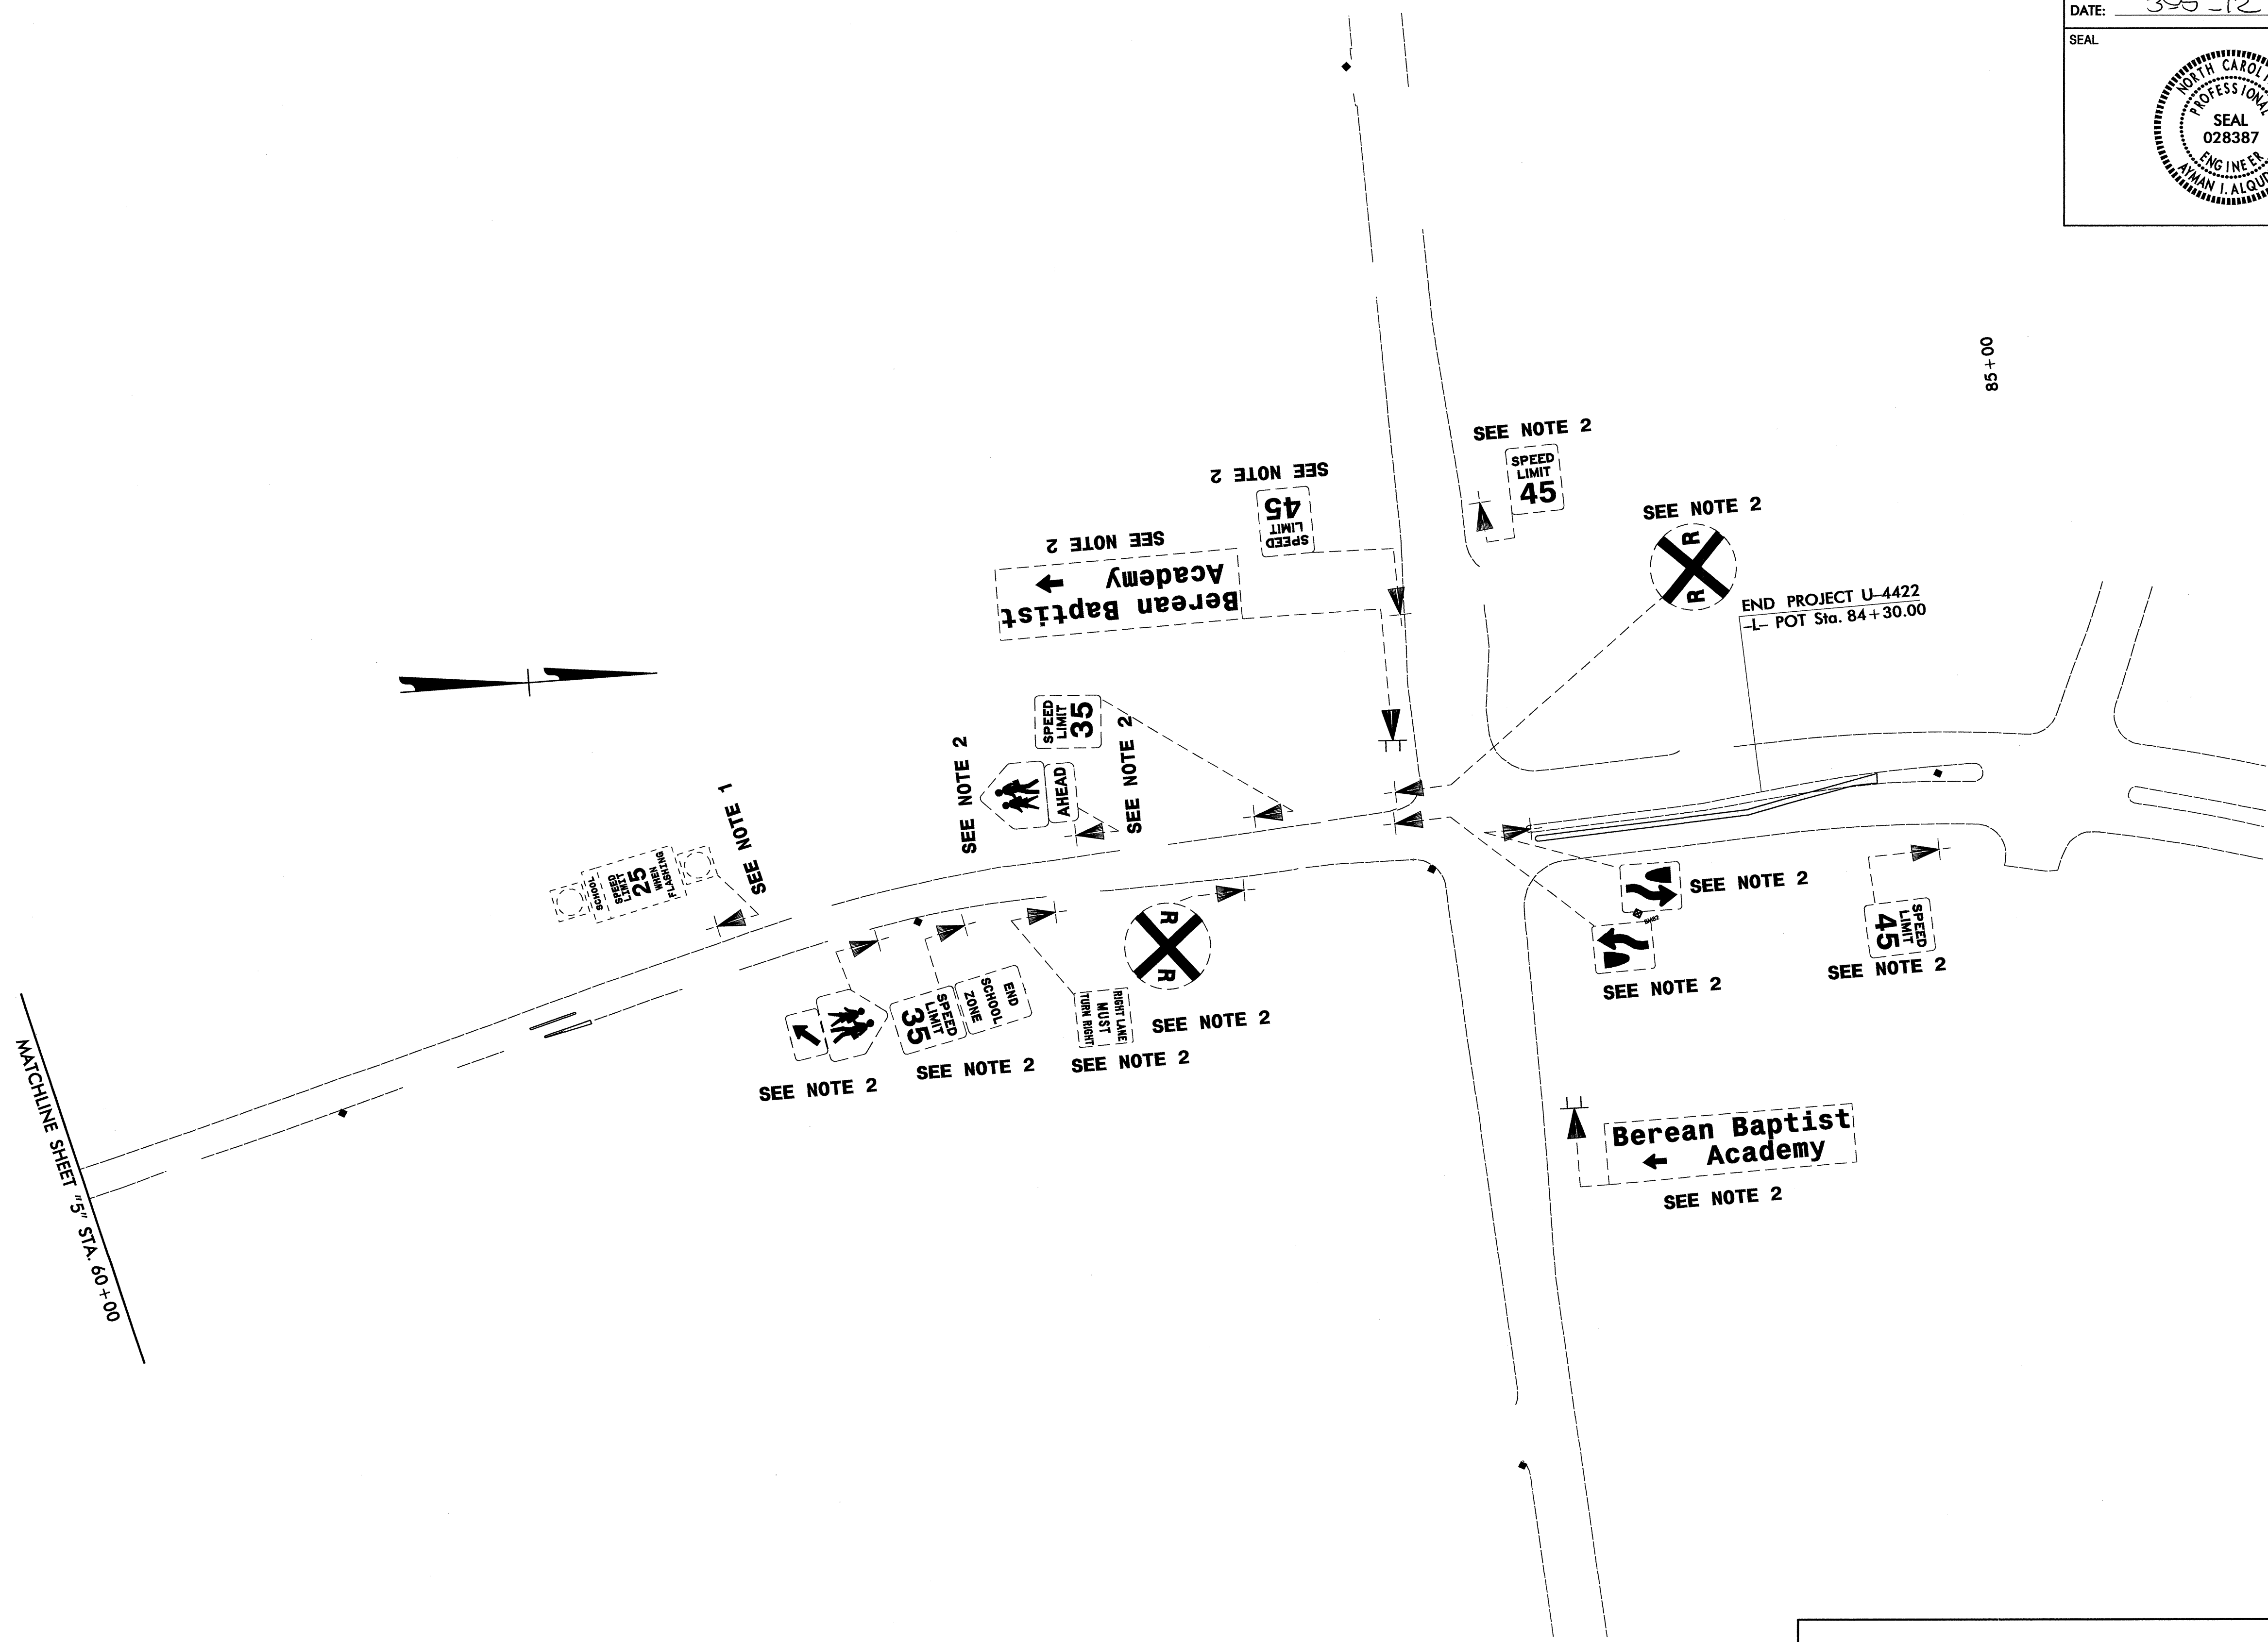 DATE: 3-5-12
SEAL
NORTH CAROLI
PROFESSIONAL
SEAL
028387
ENGINEER
AYMAN I. ALQUD
85+00
SEE NOTE 2
SPEED
LIMIT
45
SEE NOTE 2
SPEED
LIMIT
45
SEE NOTE 2
R R
SEE NOTE 2
Berean Baptist
Academy
END PROJECT U-4422
-L- POT Sta. 84+30.00
SPEED
LIMIT
35
SEE NOTE 2
SEE NOTE 2
AHEAD
SEE NOTE 1
SCHOOL
SPEED
LIMIT
25
WHEN
FLASHING
SEE NOTE 2
SEE NOTE 2
SPEED
LIMIT
45
SEE NOTE 2
R R
SEE NOTE 2
END
SCHOOL
ZONE
SPEED
LIMIT
35
SEE NOTE 2
RIGHT LANE
MUST
TURN RIGHT
SEE NOTE 2
SEE NOTE 2
MATCHLINE SHEET "5" STA. 60+00
Berean Baptist
Academy
SEE NOTE 2